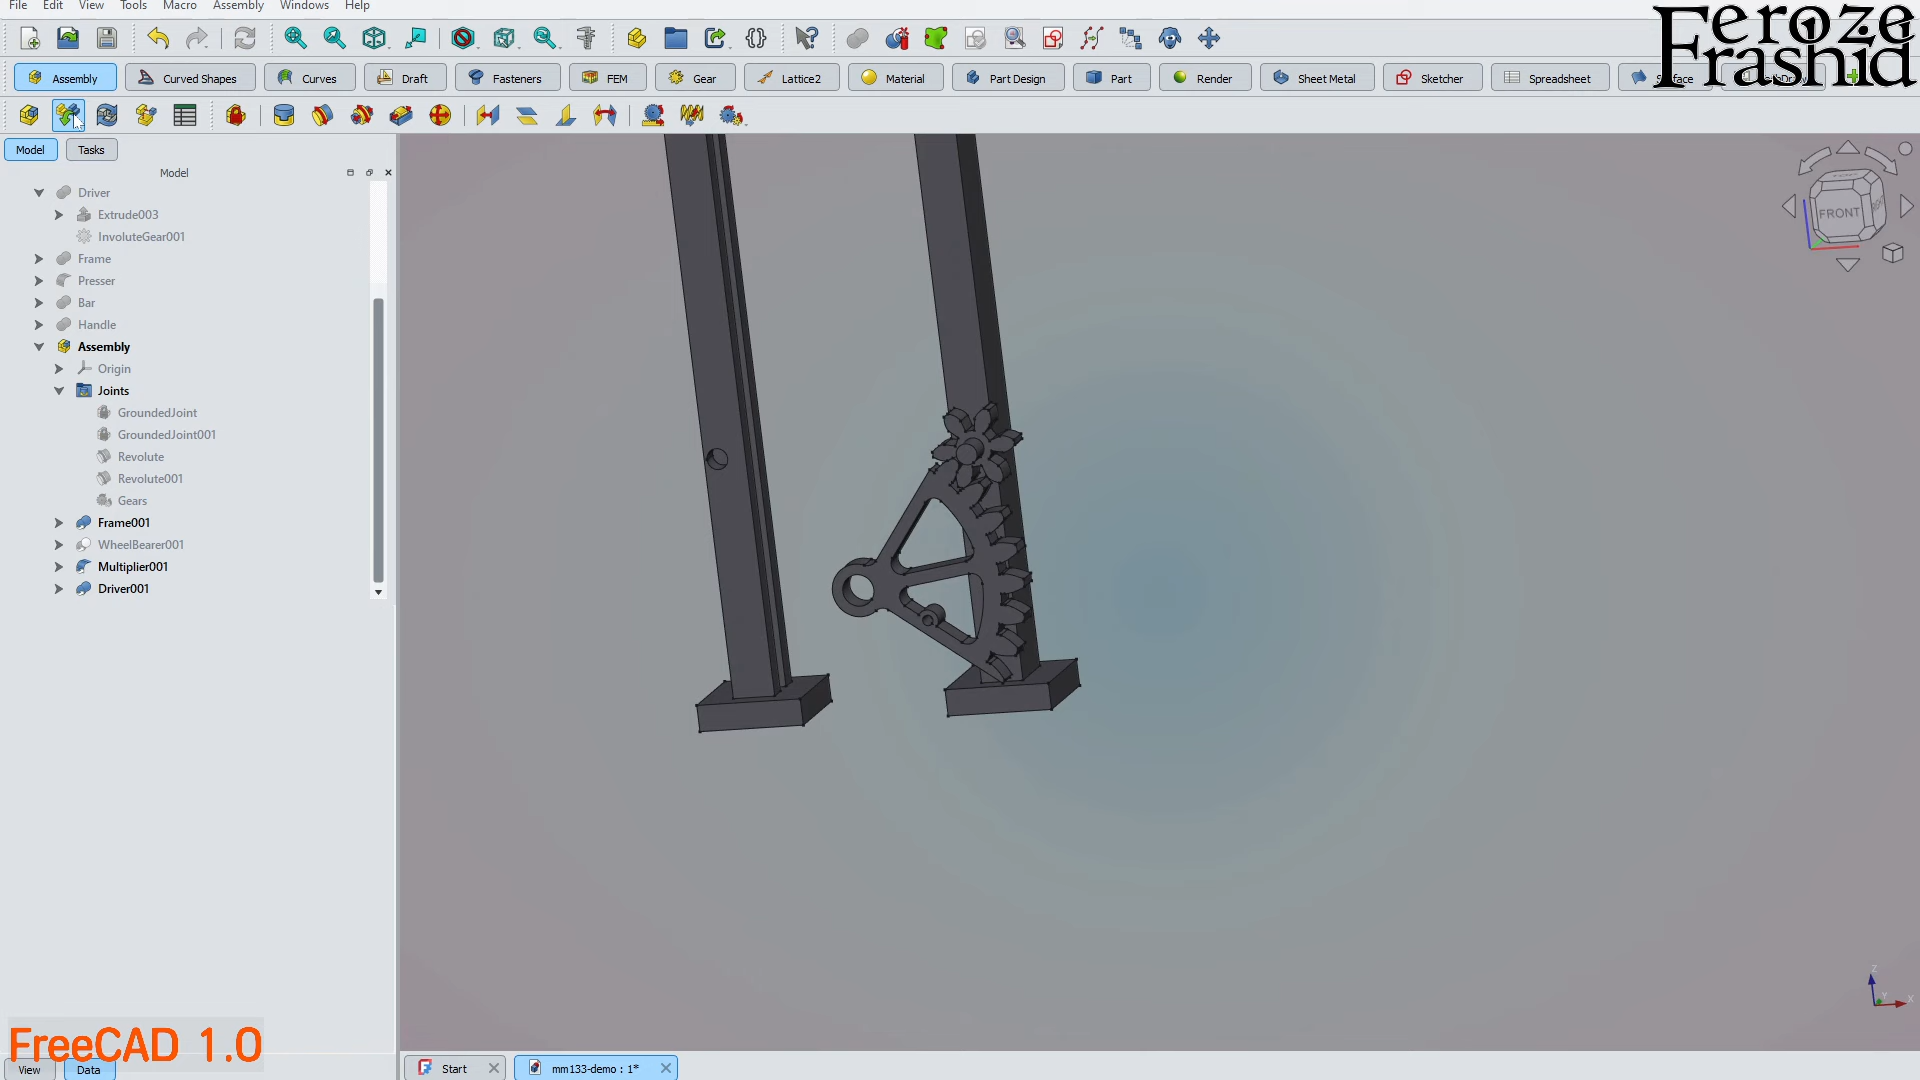 File Edit View Tools Macro Assembly Windows Help
Feroze
Frashid
Assembly Curved Shapes Curves Draft Fasteners FEM Gear Lattice2 Material Part Design Part Render Sheet Metal Sketcher Spreadsheet
Model Tasks
Model
Driver
Extrude003
InvoluteGear001
Frame
Presser
Bar
Handle
Assembly
Origin
Joints
GroundedJoint
GroundedJoint001
Revolute
Revolute001
Gears
Frame001
WheelBearer001
Multiplier001
Driver001
FRONT
Z
Y
X
FreeCAD 1.0
View Data
Start
mm133-demo : 1*